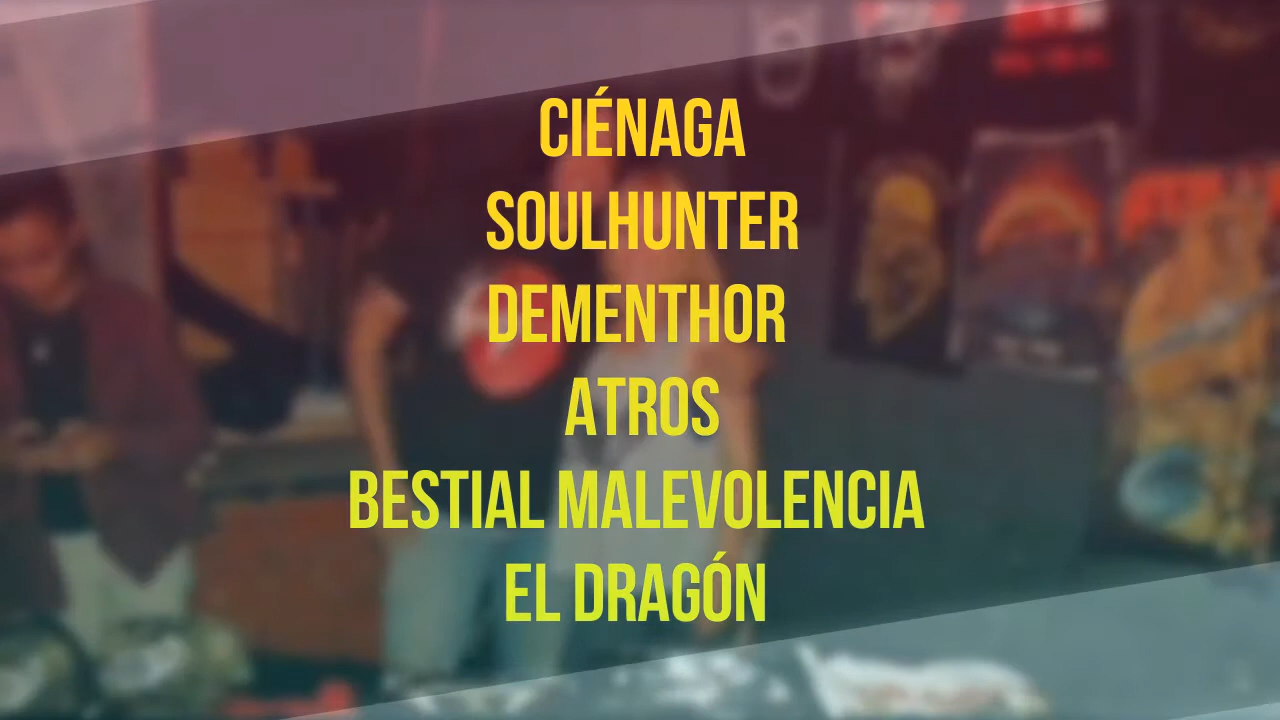 CIÉNAGA
SOULHUNTER
DEMENTHOR
ATROS
BESTIAL MALEVOLENCIA
EL DRAGÓN